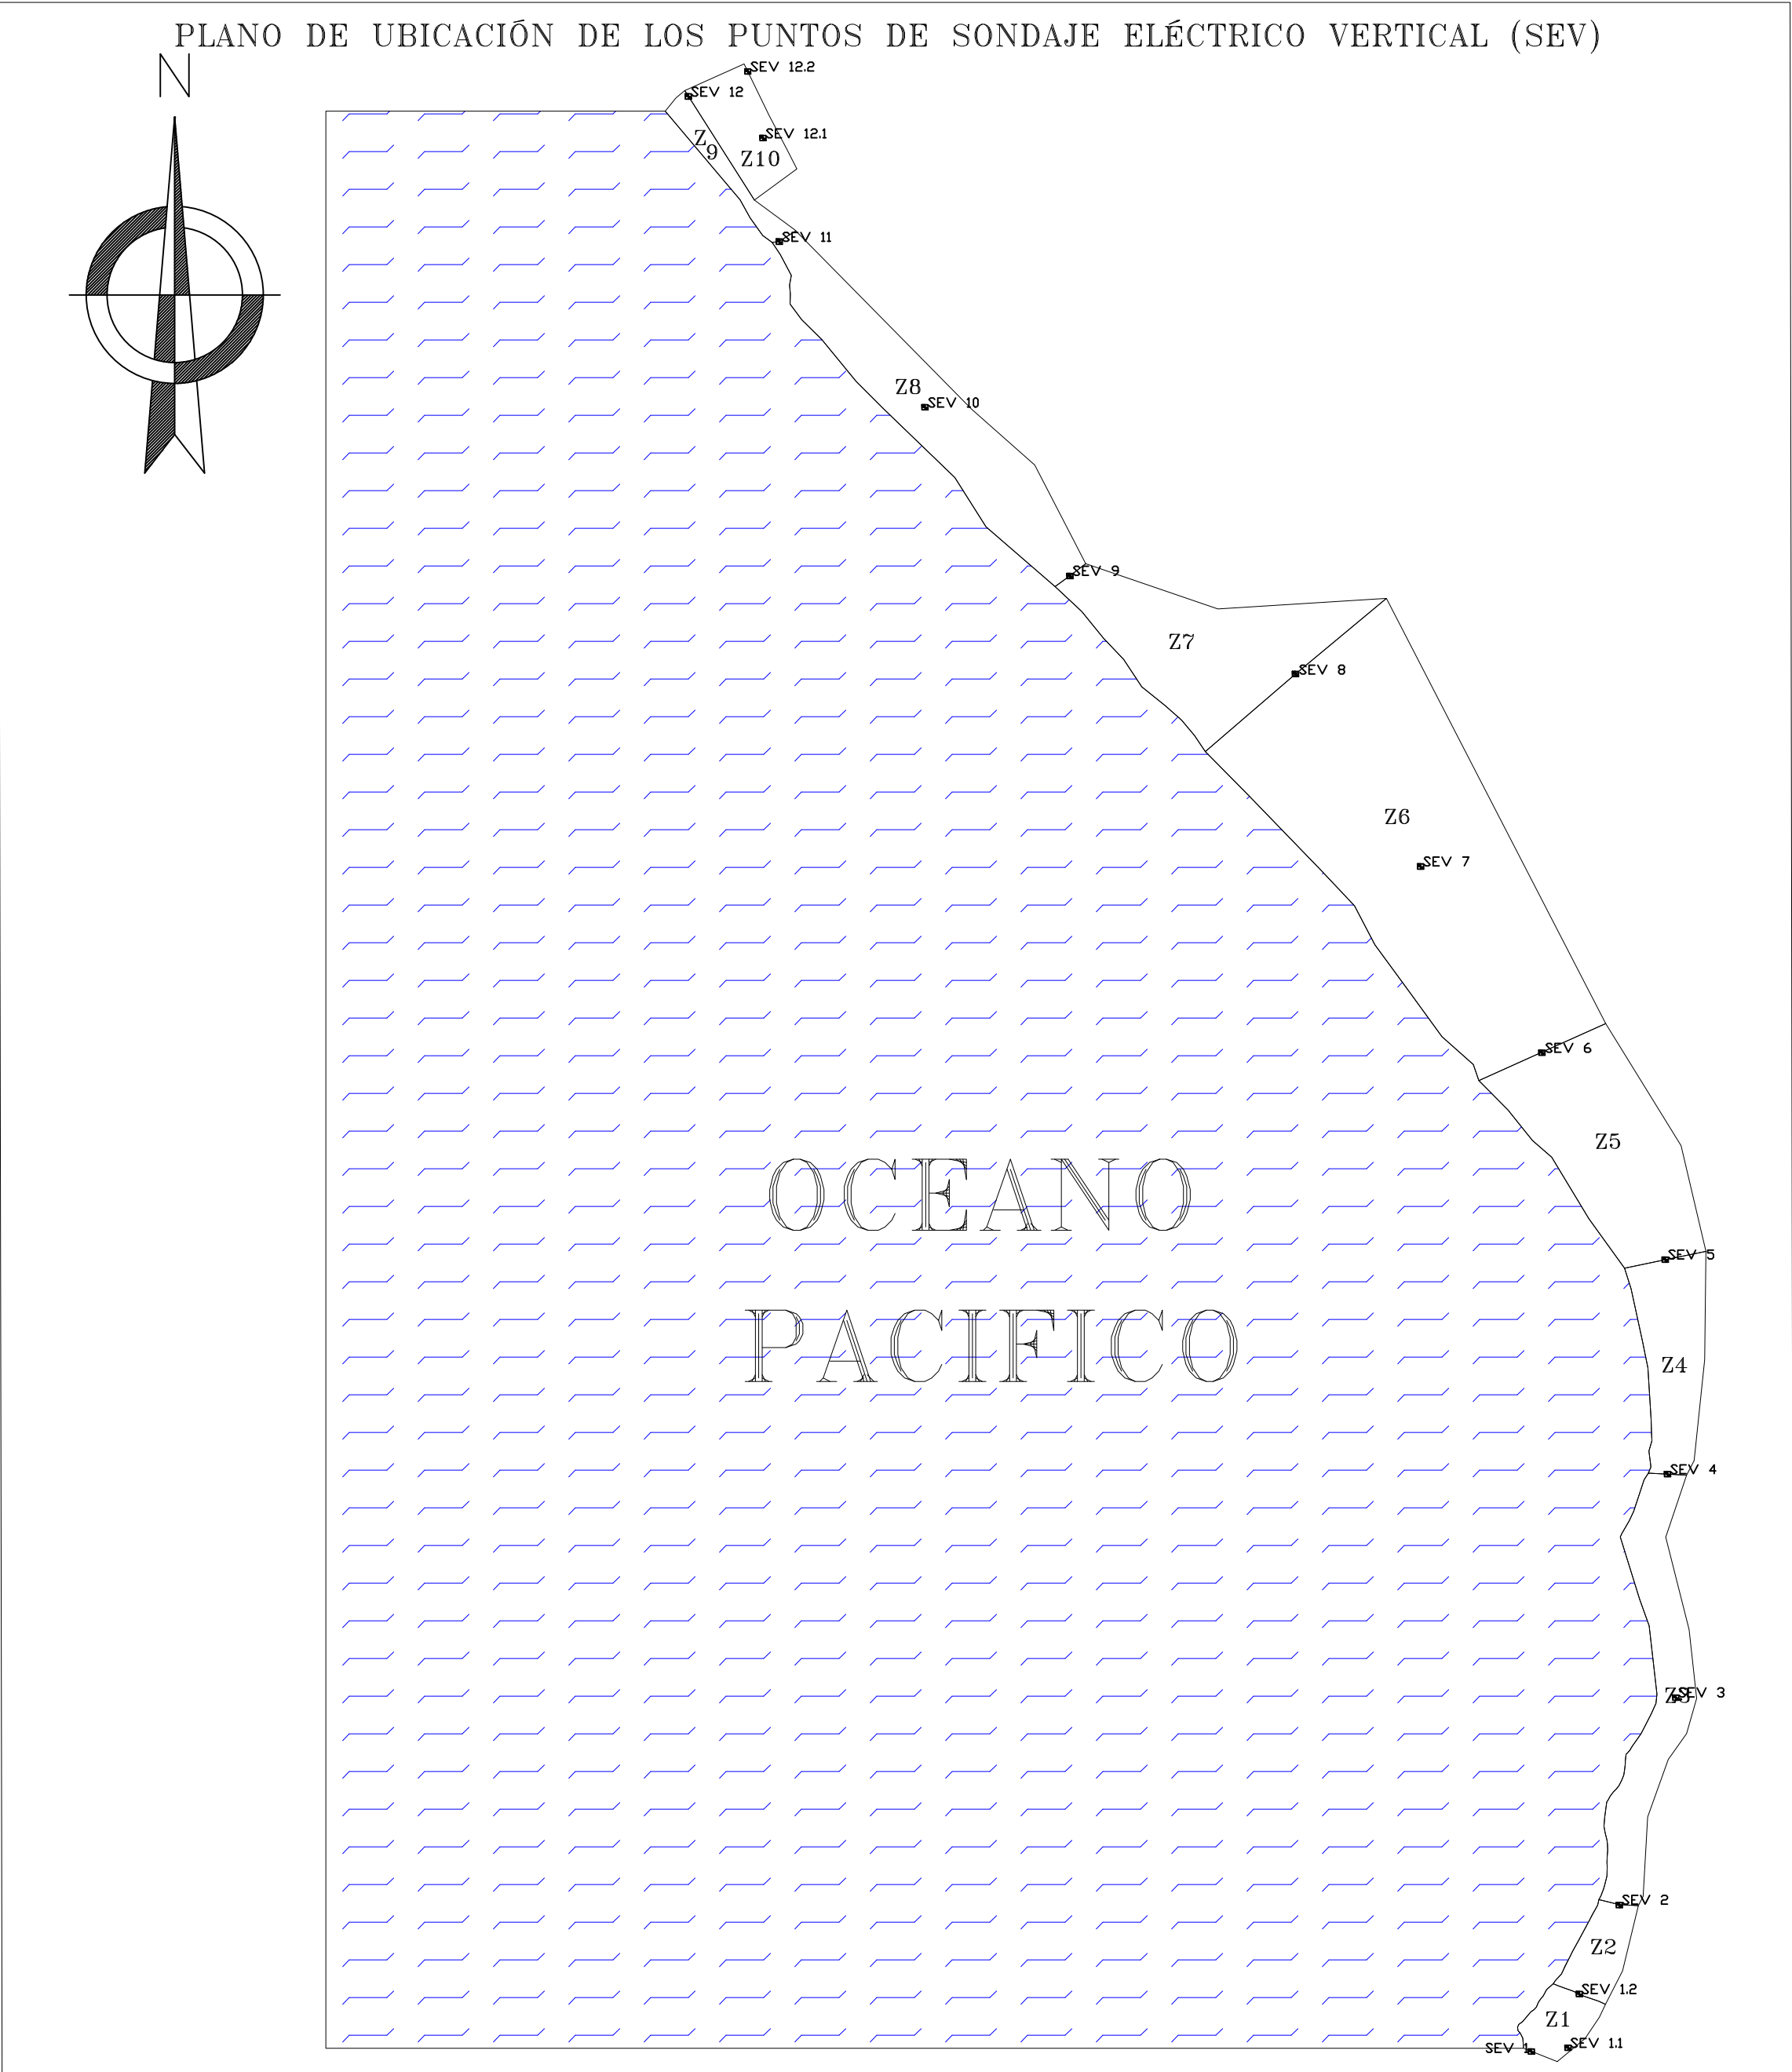 PLANO DE UBICACIÓN DE LOS PUNTOS DE SONDAJE ELÉCTRICO VERTICAL (SEV)
N
SEV 12.2
SEV 12
SEV 12.1
Z9
Z10
SEV 11
Z8
SEV 10
SEV 9
Z7
SEV 8
Z6
SEV 7
SEV 6
Z5
OCEANO
SEV 5
PACIFICO
Z4
SEV 4
Z3
SEV 3
SEV 2
Z2
SEV 1.2
Z1
SEV 1
SEV 1.1